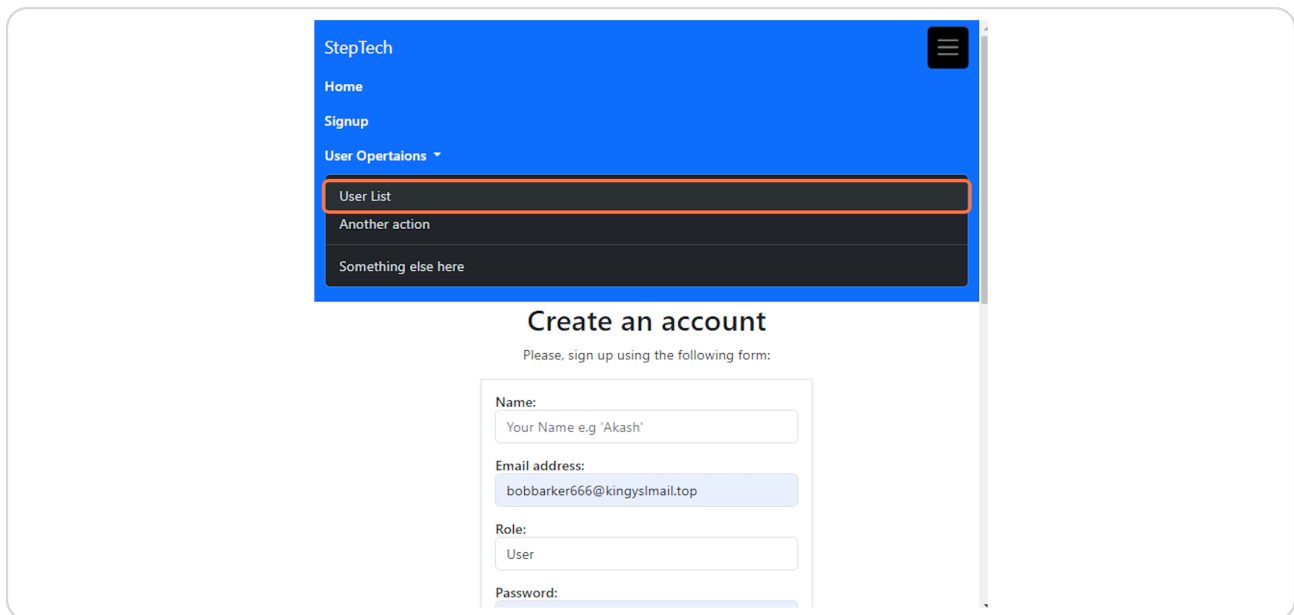 StepTech
Home
Signup
User Opertaions
User List
Another action
Something else here
Create an account
Please, sign up using the following form:
Name:
Your Name e.g 'Akash'
Email address:
bobbarker666@kingyslmail.top
Role:
User
Password: